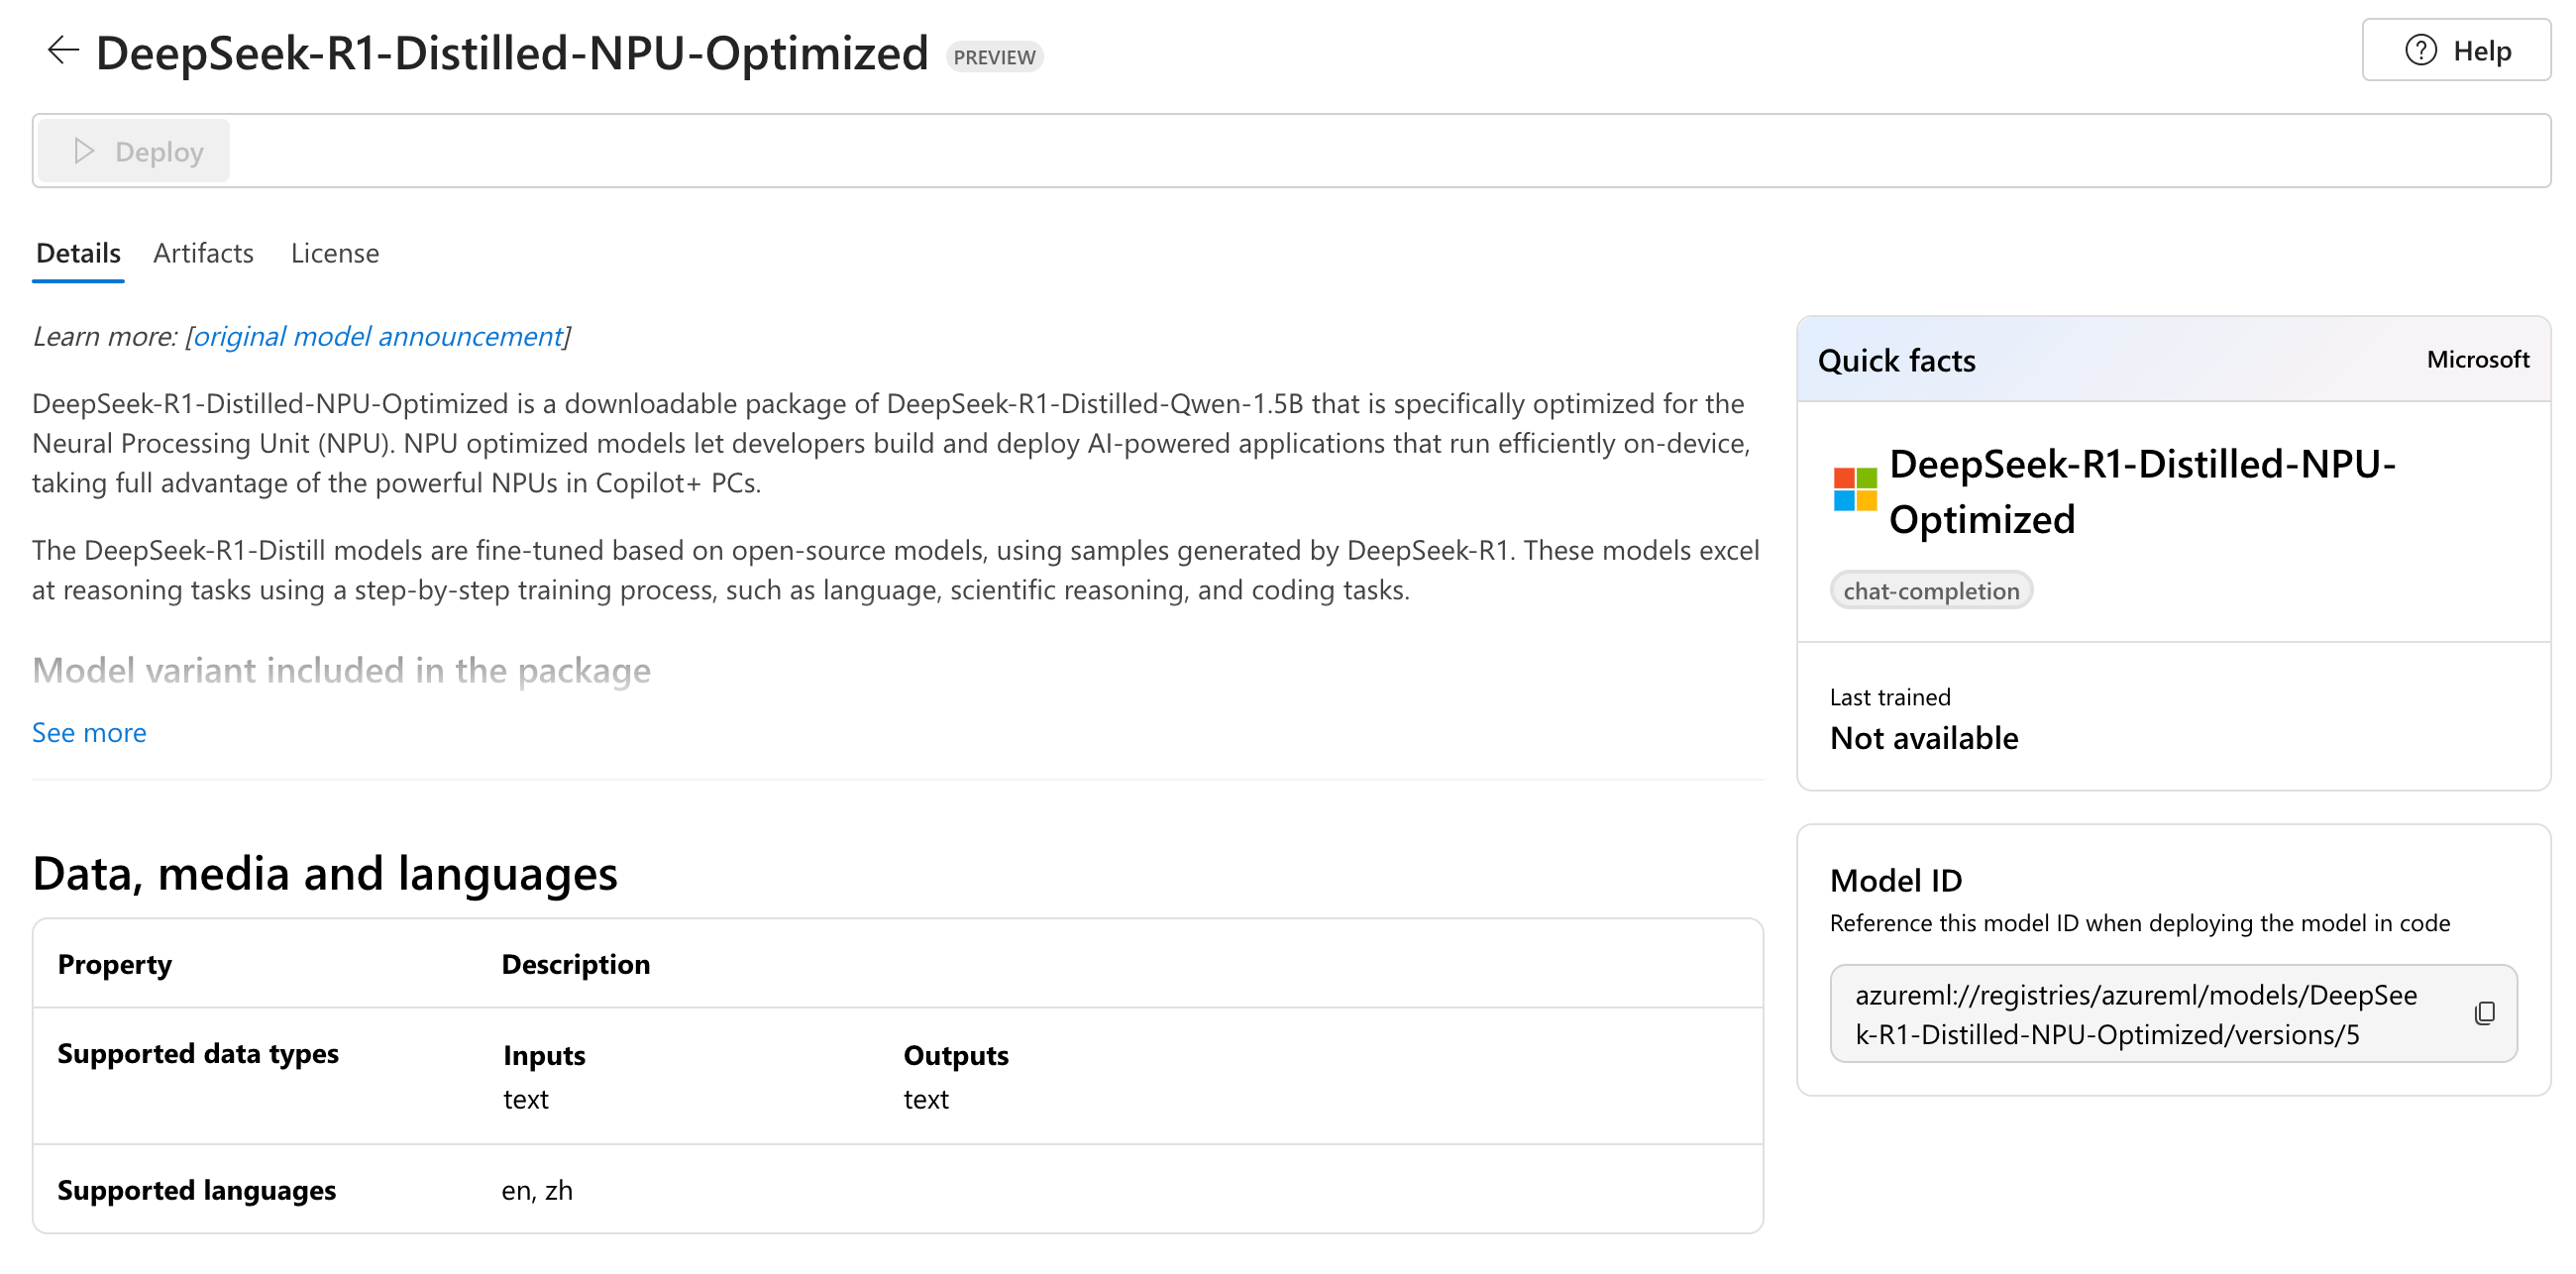 DeepSeek-R1-Distilled-NPU-Optimized PREVIEW
Help
Deploy
Details Artifacts License
Learn more: [original model announcement]
DeepSeek-R1-Distilled-NPU-Optimized is a downloadable package of DeepSeek-R1-Distilled-Qwen-1.5B that is specifically optimized for the
Neural Processing Unit (NPU). NPU optimized models let developers build and deploy AI-powered applications that run efficiently on-device,
taking full advantage of the powerful NPUs in Copilot+ PCs.
The DeepSeek-R1-Distill models are fine-tuned based on open-source models, using samples generated by DeepSeek-R1. These models excel
at reasoning tasks using a step-by-step training process, such as language, scientific reasoning, and coding tasks.
Model variant included in the package
See more
Data, media and languages
Property Description
Supported data types Inputs Outputs
text text
Supported languages en, zh
Quick facts Microsoft
DeepSeek-R1-Distilled-NPU-
Optimized
chat-completion
Last trained
Not available
Model ID
Reference this model ID when deploying the model in code
azureml://registries/azureml/models/DeepSee
k-R1-Distilled-NPU-Optimized/versions/5